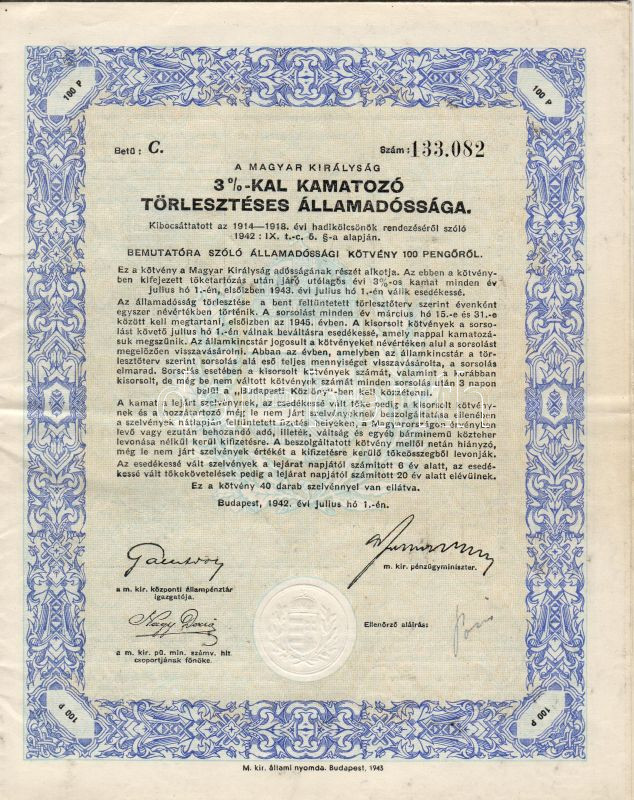 100 P
100 P
Betű : C.
Szám : 133.082
A MAGYAR KIRÁLYSÁG
3%-KAL KAMATOZÓ
TÖRLESZTÉSES ÁLLAMADÓSSÁGA.
Kibocsáttatott az 1914—1918. évi hadikölcsönök rendezéséről szóló
1942 : IX. t.-c. 5. §-a alapján.
BEMUTATÓRA SZÓLÓ ÁLLAMADÓSSÁGI KÖTVÉNY 100 PENGŐRŐL.
Ez a kötvény a Magyar Királyság adósságának részét alkotja. Az ebben a kötvény-
ben kifejezett tőketartozás után járó utólagos évi 3%-os kamat minden év
július hó 1.-én, elsőízben 1943. évi július hó 1.-én válik esedékessé.
Az államadósság törlesztése a bent feltüntetett törlesztőterv szerint évenként
egyszer névértékben történik. A sorsolást minden év március hó 15.-e és 31.-e
között kell megtartani, elsőízben az 1945. évben. A kisorsolt kötvények a sorso-
lást követő július hó 1.-én válnak beváltásra esedékessé, amely nappal kamatozá-
suk megszűnik. Az államkincstár jogosult a kötvényeket névértéken alul a sorsolást
megelőzően visszavásárolni. Abban az évben, amelyben az államkincstár a tör-
lesztőterv szerint sorsolás alá eső teljes mennyiséget visszavásárolta, a sorsolás
elmarad. Sorsolás esetében a kisorsolt kötvények számát, valamint a korábban
kisorsolt, de még be nem váltott kötvények számát minden sorsolás után 8 napon
belül a „Budapesti Közlöny"-ben kell közzétenni.
A kamat a lejárt szelvénynek, az esedékessé vált tőke pedig a kisorsolt kötvény-
nek és a hozzátartozó még le nem járt szelvényeknek beszolgáltatása ellenében
a szelvények hátlapján feltüntetett fizetési helyeken, a Magyarországon érvényben
levő vagy ezután behozandó adó, illeték, váltság és egyéb bárminemű közteher
levonása nélkül kerül kifizetésre. A beszolgáltatott kötvény mellől netán hiányzó,
még le nem járt szelvények értékét a kifizetésre kerülő tőkeösszegből levonják.
Az esedékessé vált szelvények a lejárat napjától számított 6 év alatt, az esedé-
kessé vált tőkekövetelések pedig a lejárat napjától számított 20 év alatt elévülnek.
Ez a kötvény 40 darab szelvénnyel van ellátva.
Budapest, 1942. évi július hó 1.-én.
m. kir. pénzügyminiszter.
a m. kir. központi állampénztár
igazgatója.
Nagy Dezső
Ellenőrző aláírás:
a m. kir. pü. min. számv. hit.
csoportjának főnöke.
100 P
100 P
M. kir. állami nyomda. Budapest, 1943